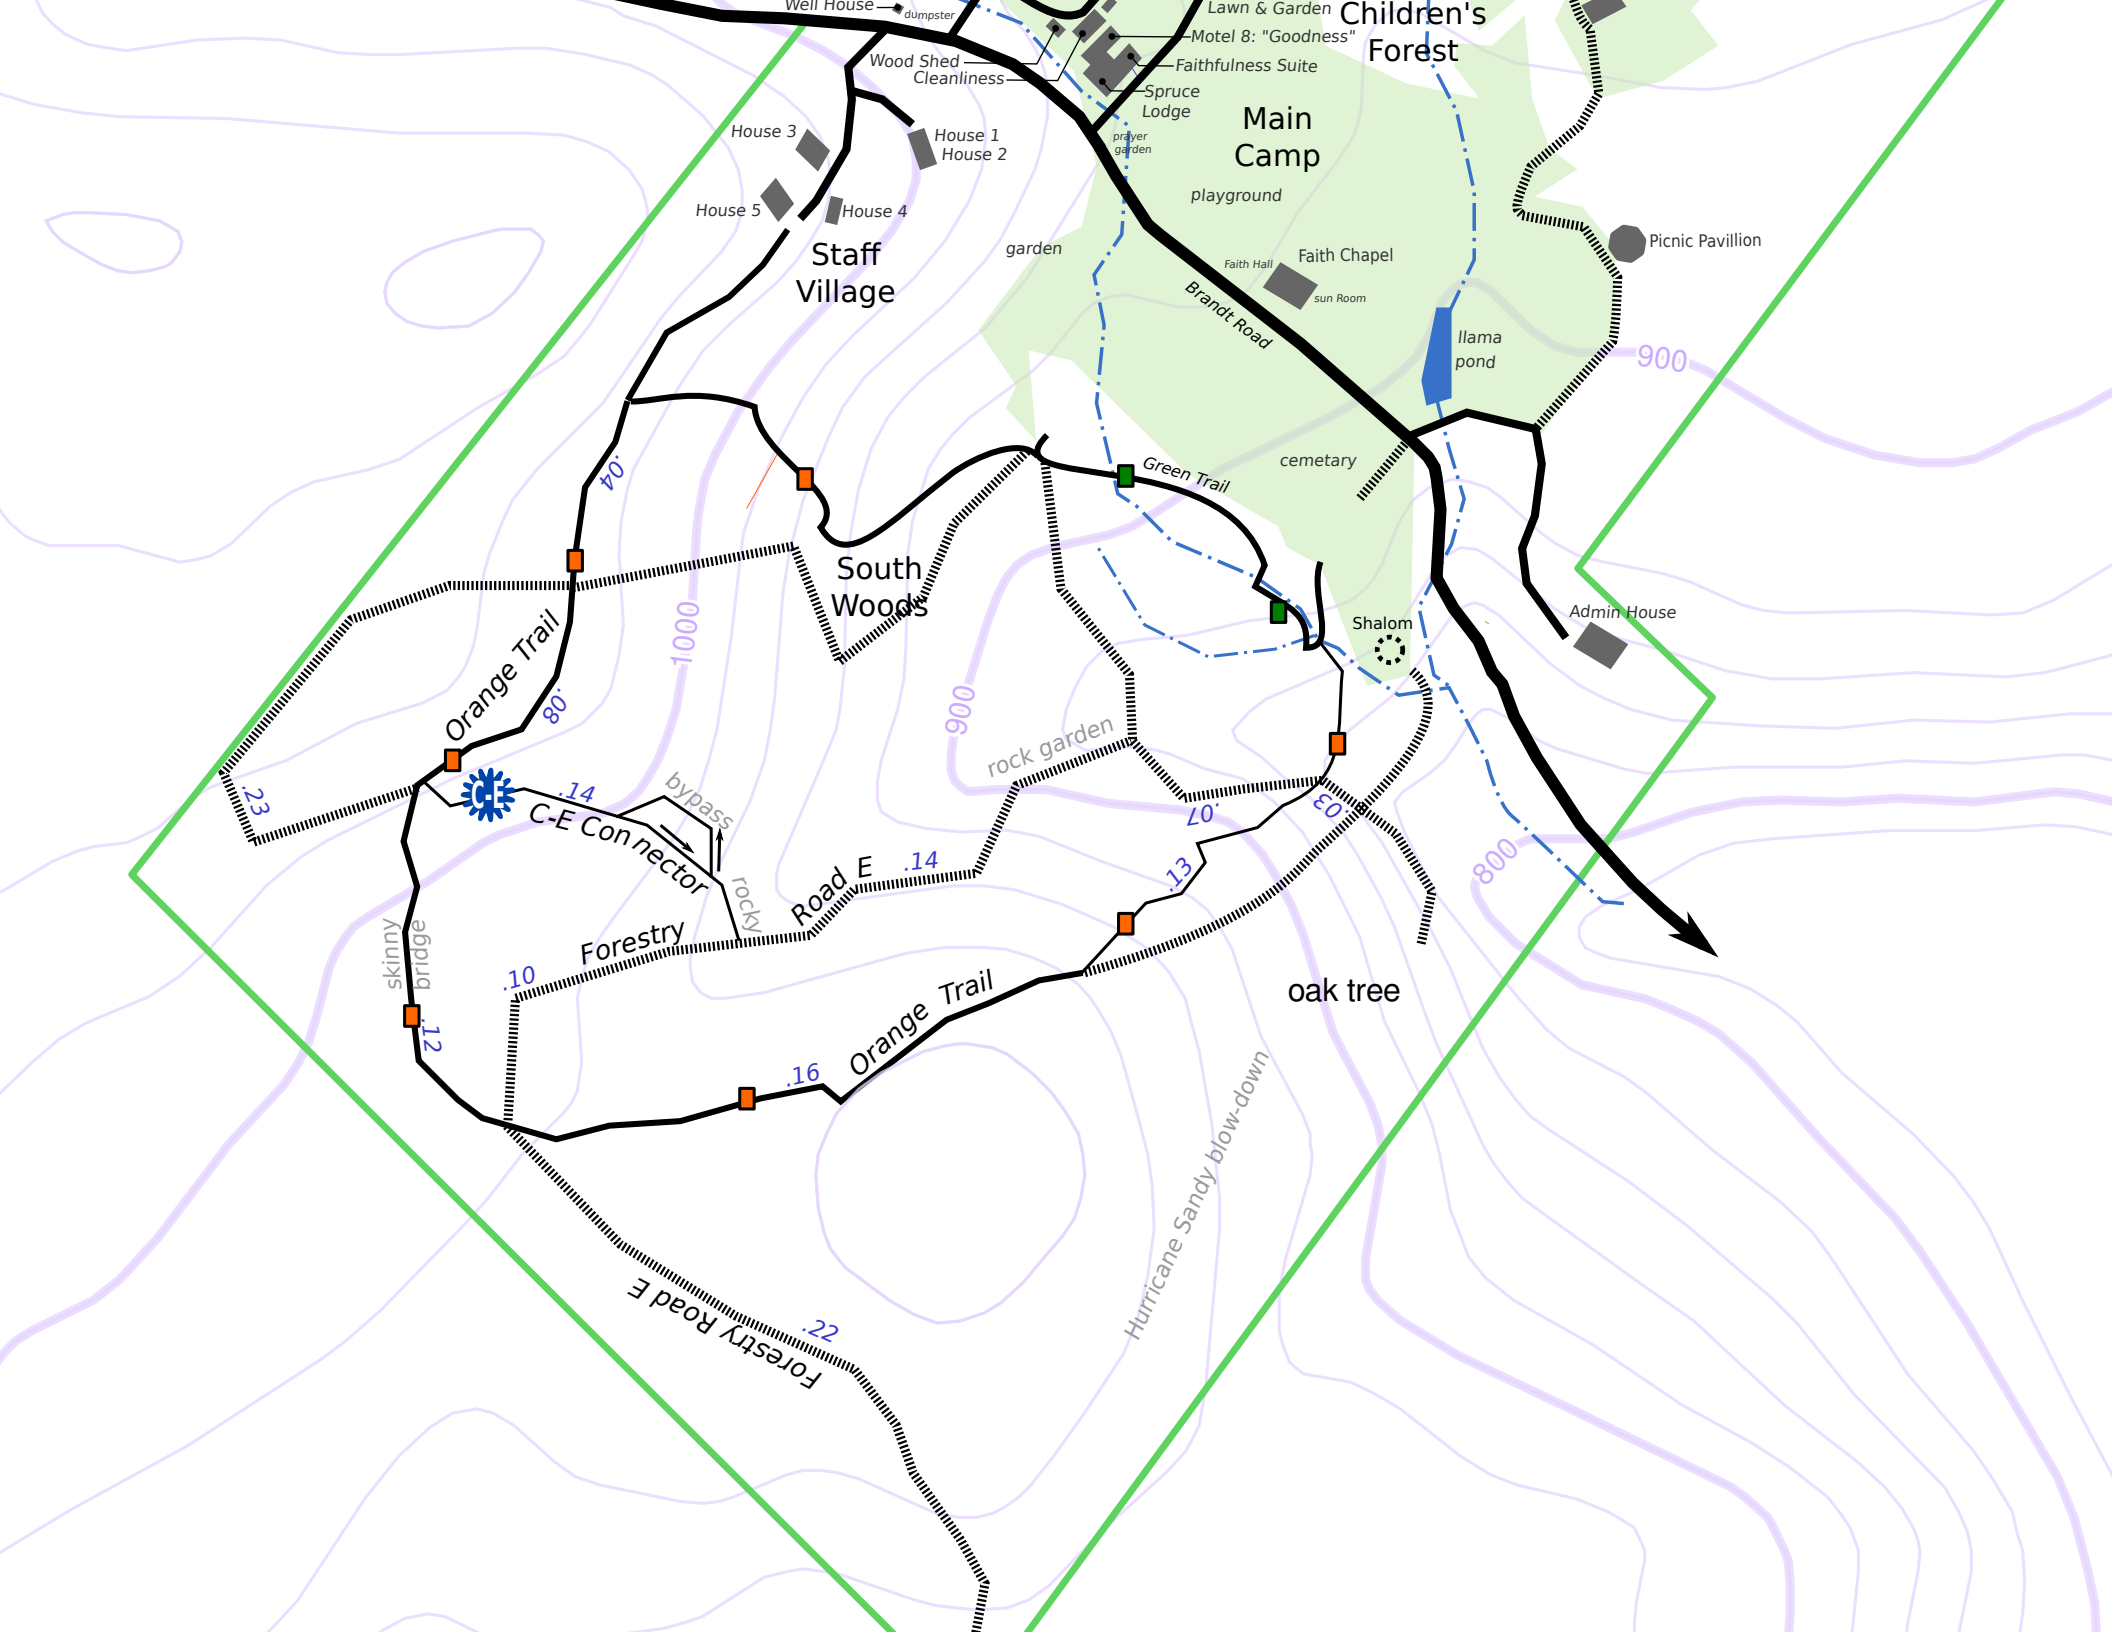 Well House
dumpster
Lawn & Garden
Children's
Forest
Motel 8: "Goodness"
Wood Shed
Cleanliness
Faithfulness Suite
Spruce
Lodge
Main
Camp
prayer
garden
House 3
House 1
House 2
House 5
House 4
playground
Staff
Village
garden
Picnic Pavillion
Faith Hall
Faith Chapel
sun Room
Brandt Road
llama
pond
900
cemetary
Green Trail
.04
South
Woods
1000
Orange Trail
Shalom
Admin House
.08
900
rock garden
.23
C-E
.14
bypass
C-E Connector
.07
.03
800
Road E
.14
.13
rocky
skinny
bridge
Forestry
.10
Orange Trail
oak tree
.12
.16
Hurricane Sandy blow-down
Forestry Road E
.22